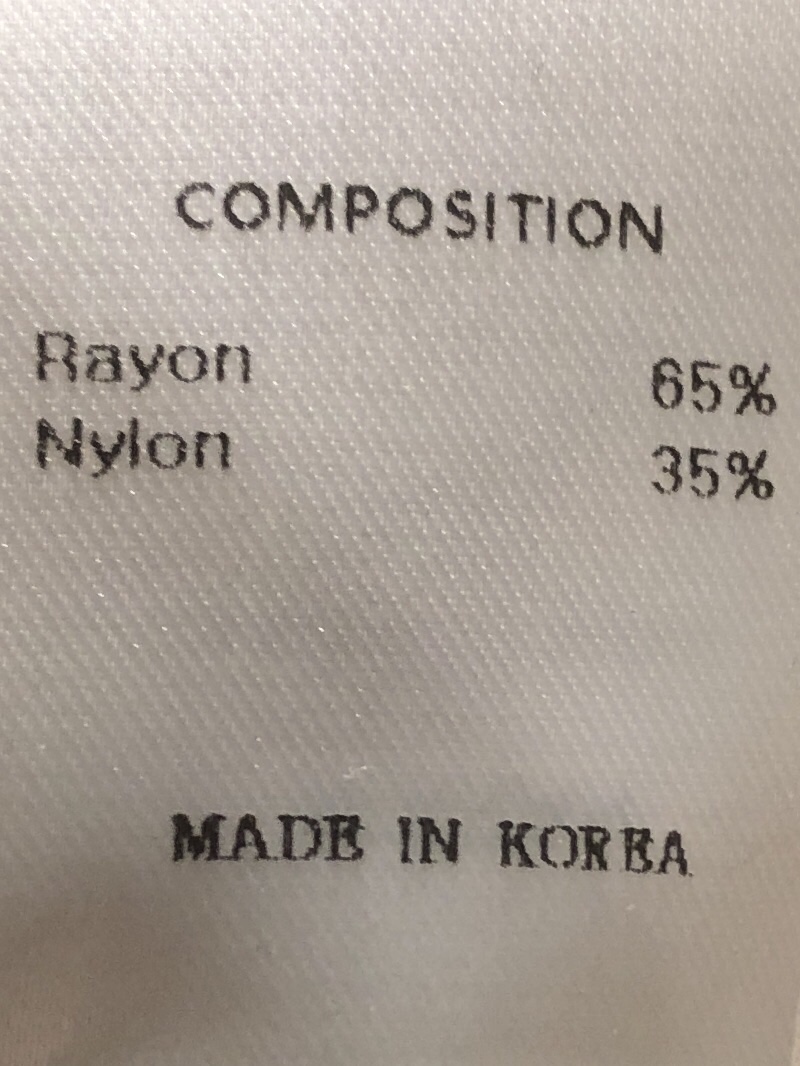 COMPOSITION
Rayon 65%
Nylon 35%
MADE IN KOREA